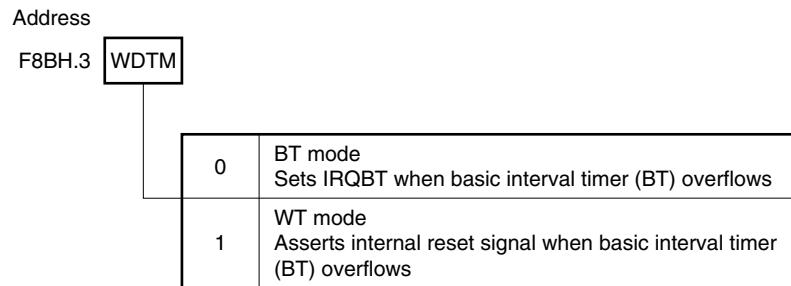 Address
F8BH.3 WDTM
0 BT mode
Sets IRQBT when basic interval timer (BT) overflows
1 WT mode
Asserts internal reset signal when basic interval timer
(BT) overflows